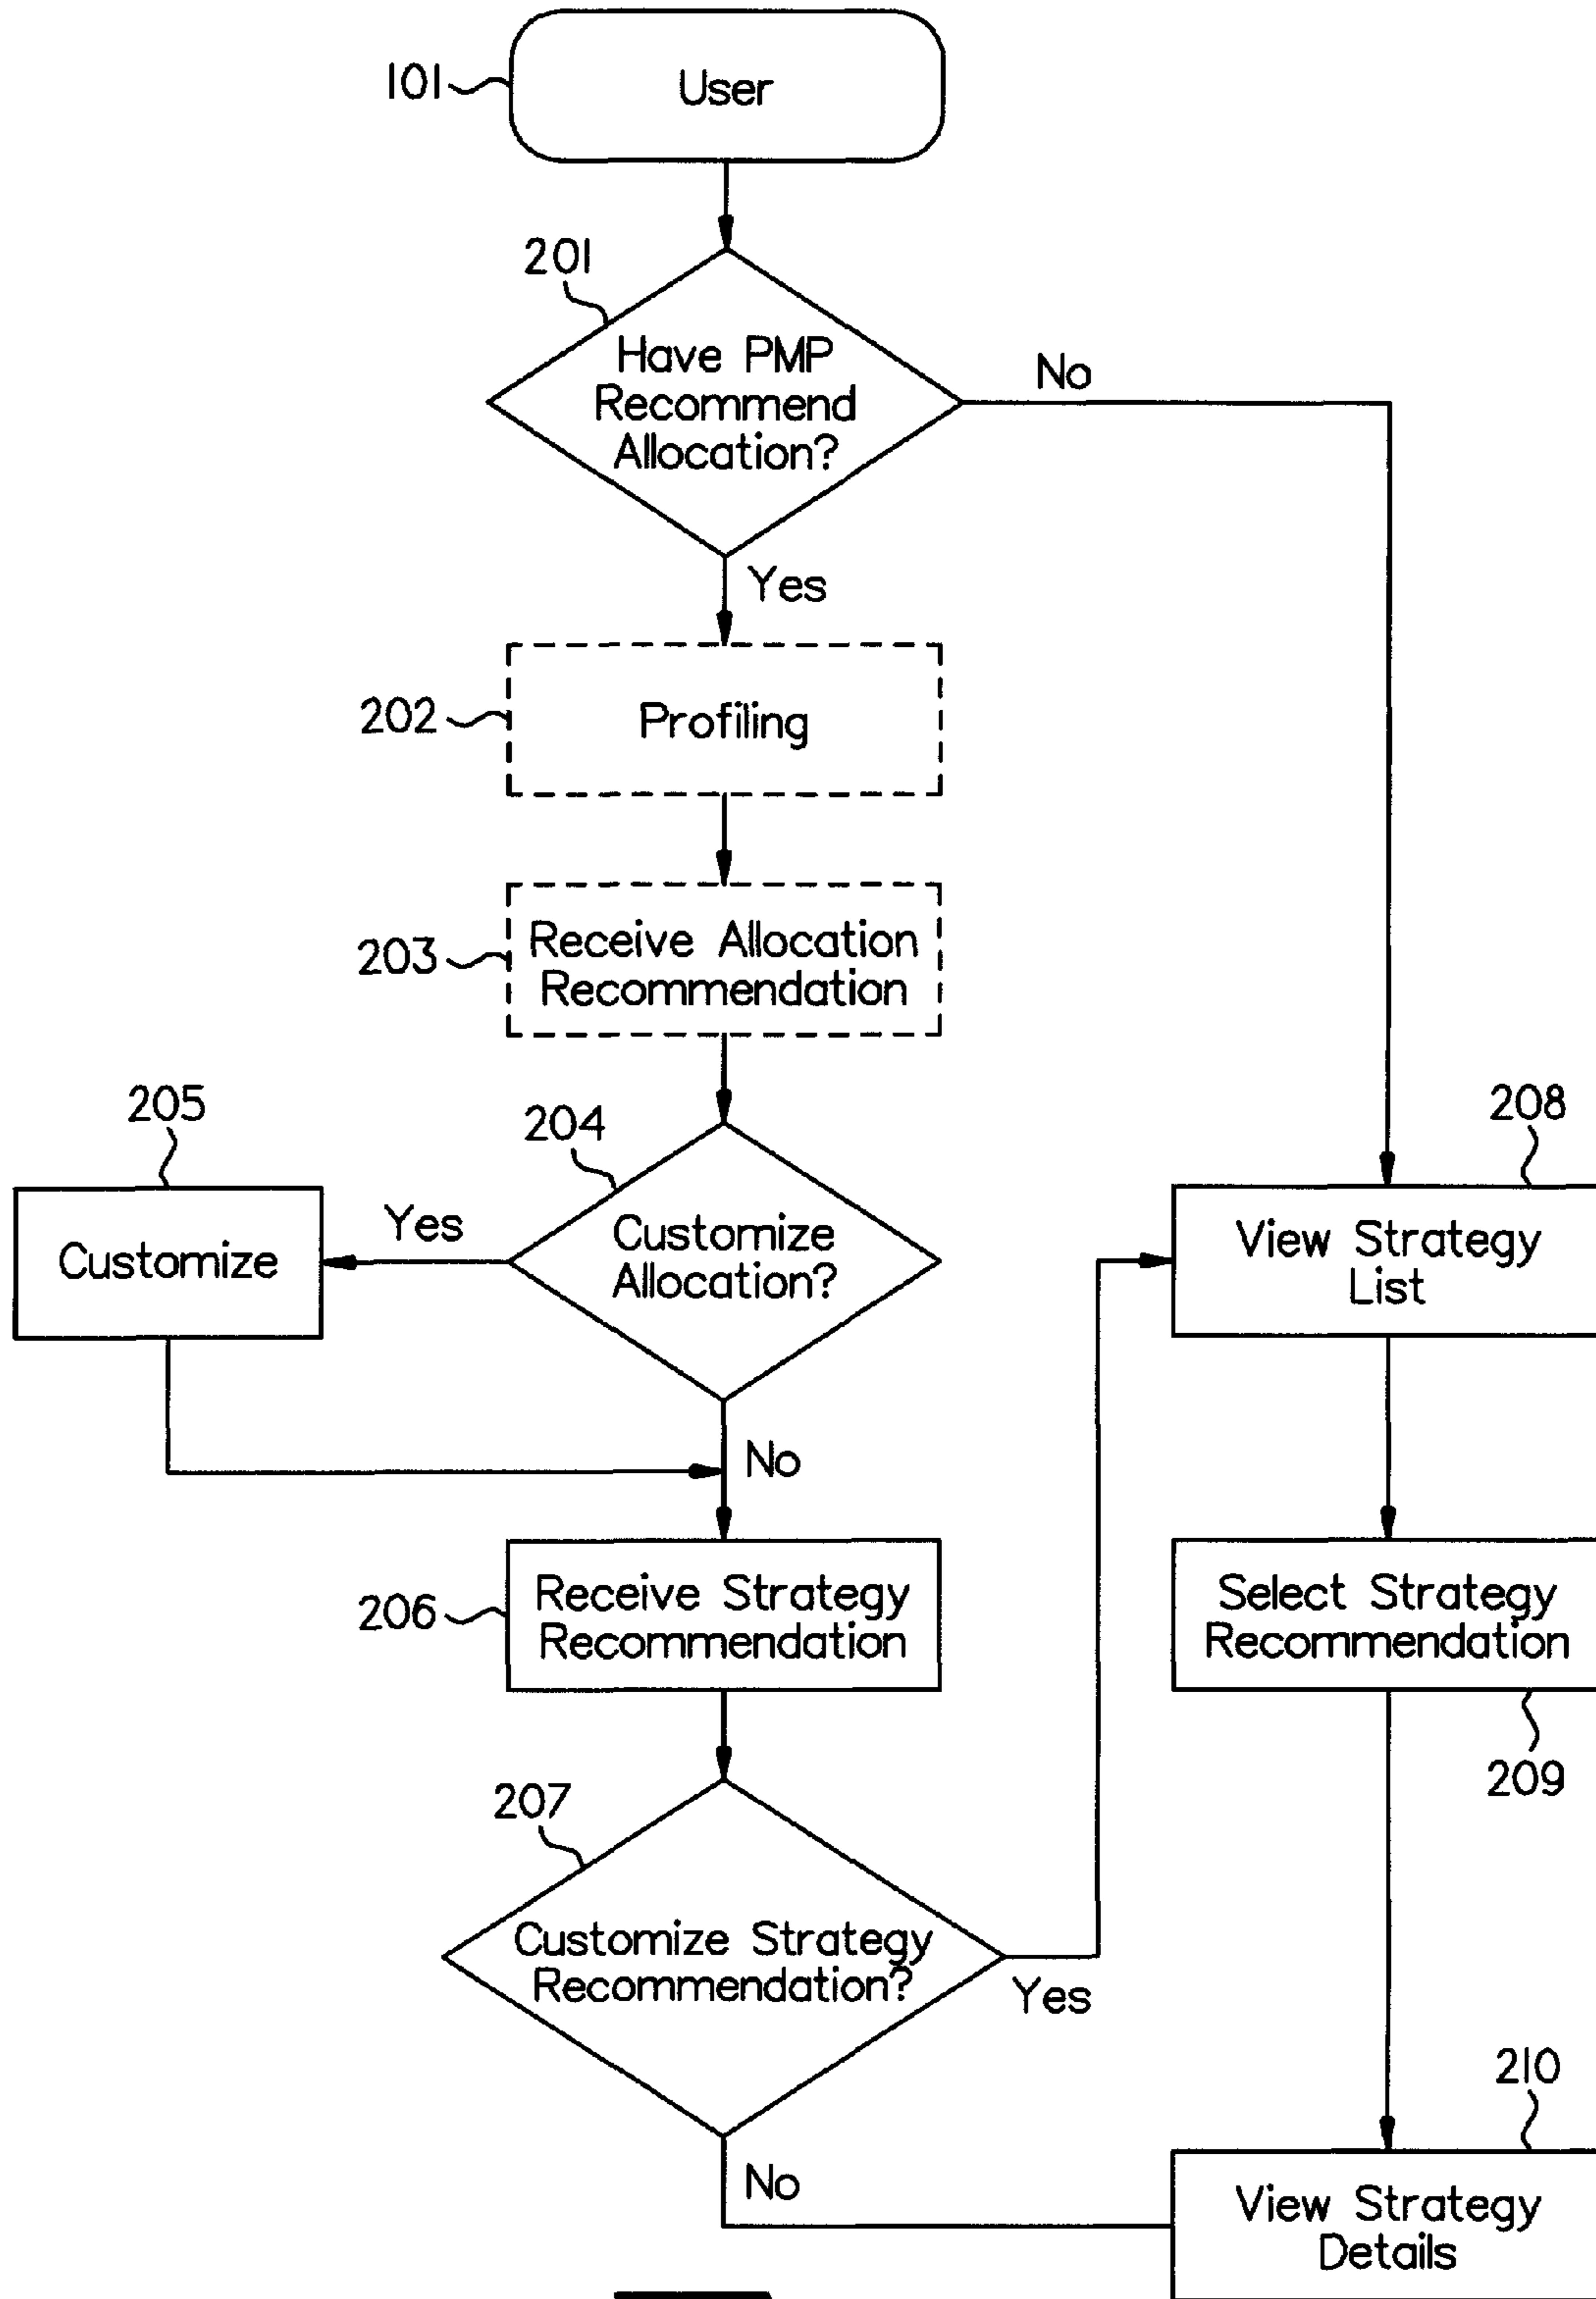 101
User
201
Have PMP
Recommend
Allocation?
No
Yes
202
Profiling
203
Receive Allocation
Recommendation
205
204
208
Customize
Yes
Customize
Allocation?
View Strategy
List
No
206
Receive Strategy
Recommendation
Select Strategy
Recommendation
209
207
Customize Strategy
Recommendation?
Yes
210
No
View Strategy
Details